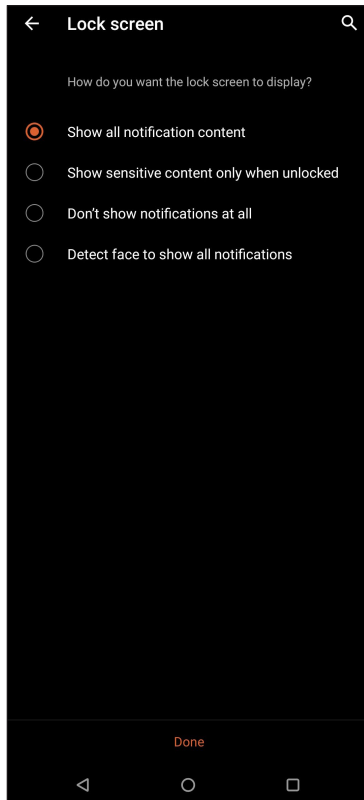 Lock screen
How do you want the lock screen to display?
Show all notification content
Show sensitive content only when unlocked
Don't show notifications at all
Detect face to show all notifications
Done